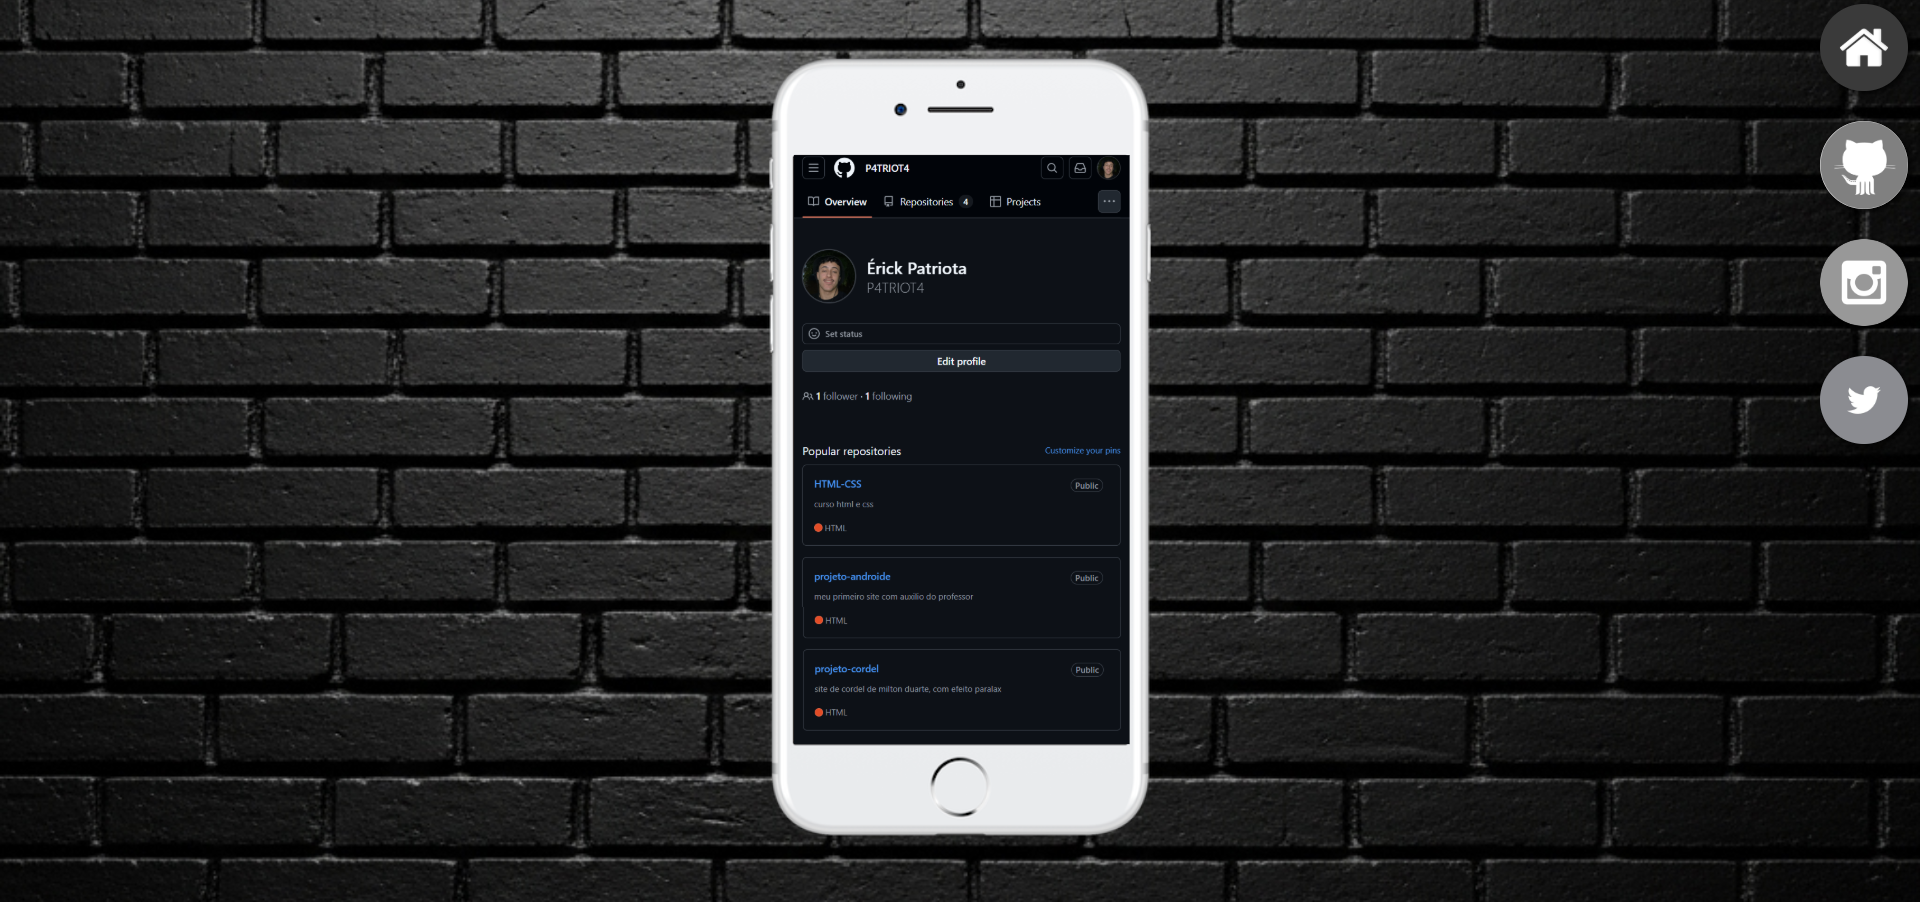 P4TRIOT4
Overview Repositories 4 Projects
Érick Patriota
P4TRIOT4
Set status
Edit profile
1 follower · 1 following
Popular repositories Customize your pins
HTML-CSS Public
curso html e css
HTML
projeto-androide Public
meu primeiro site com auxilio do professor
HTML
projeto-cordel Public
site de cordel de milton duarte, com efeito paralax
HTML